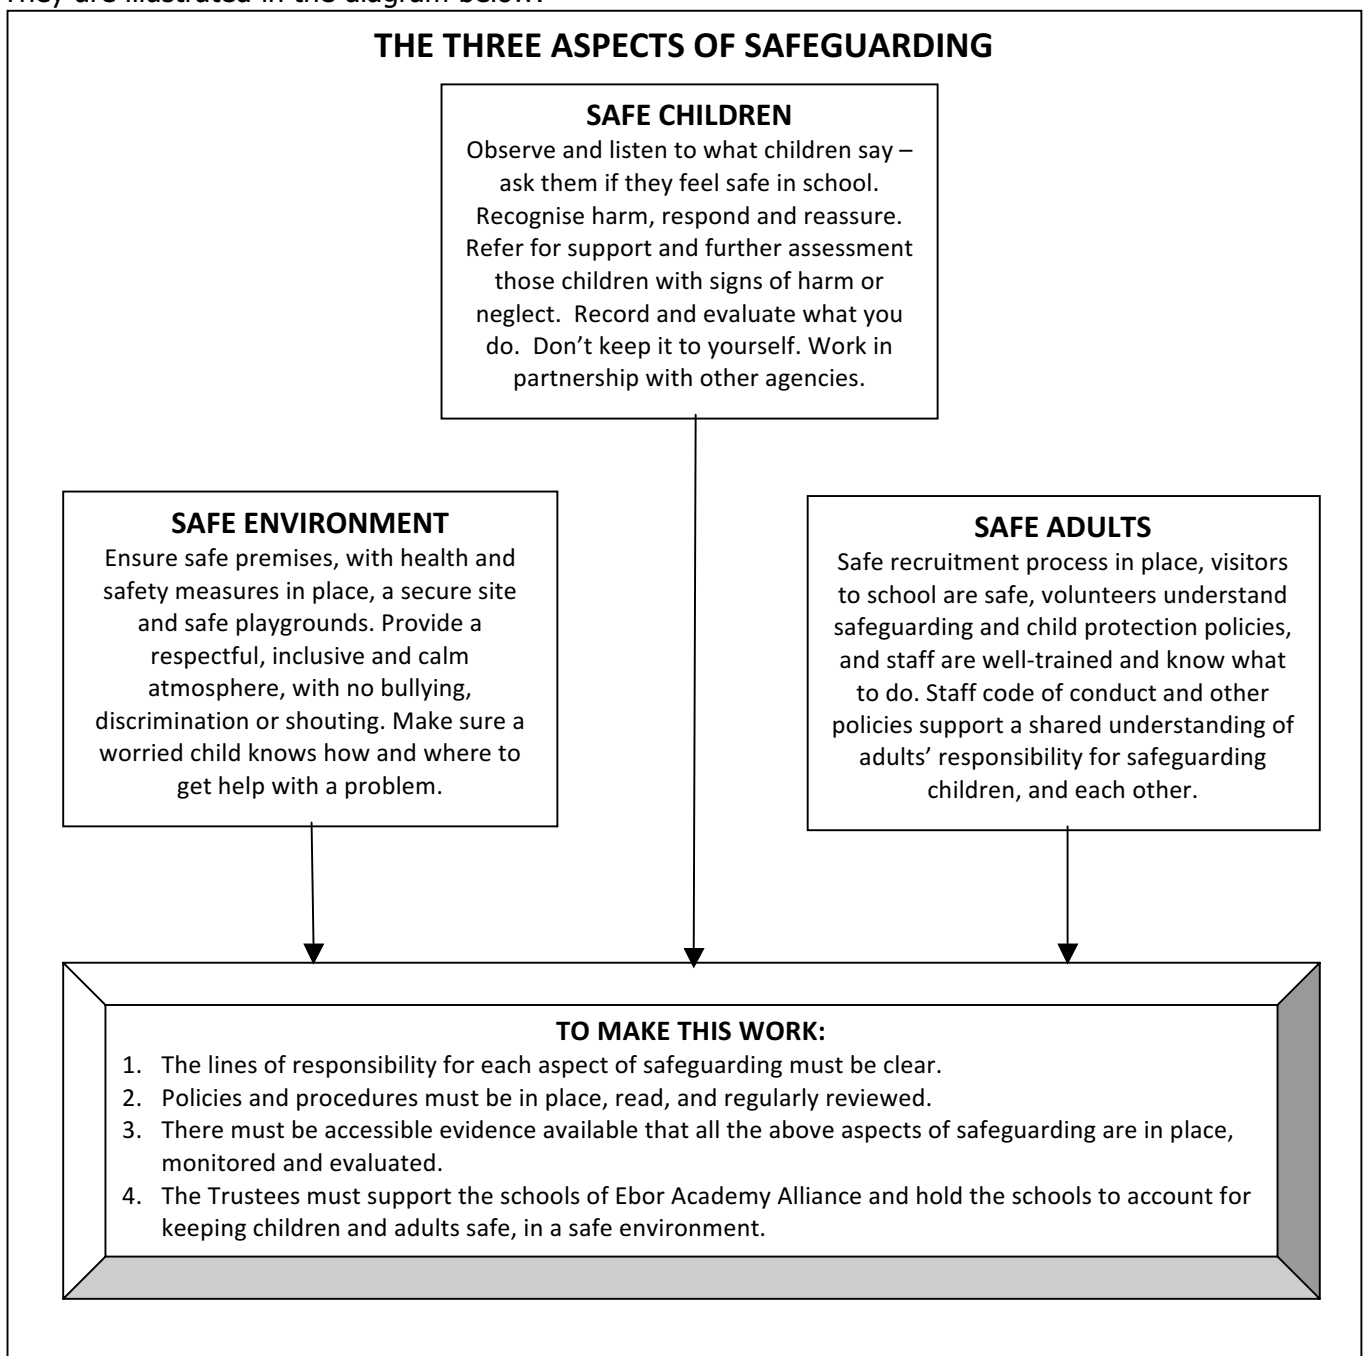 They are illustrated in the diagram below:
THE THREE ASPECTS OF SAFEGUARDING
SAFE CHILDREN
Observe and listen to what children say –
ask them if they feel safe in school.
Recognise harm, respond and reassure.
Refer for support and further assessment
those children with signs of harm or
neglect.  Record and evaluate what you
do.  Don’t keep it to yourself. Work in
partnership with other agencies.
SAFE ENVIRONMENT
Ensure safe premises, with health and
safety measures in place, a secure site
and safe playgrounds. Provide a
respectful, inclusive and calm
atmosphere, with no bullying,
discrimination or shouting. Make sure a
worried child knows how and where to
get help with a problem.
SAFE ADULTS
Safe recruitment process in place, visitors
to school are safe, volunteers understand
safeguarding and child protection policies,
and staff are well-trained and know what
to do. Staff code of conduct and other
policies support a shared understanding of
adults’ responsibility for safeguarding
children, and each other.
TO MAKE THIS WORK:
1. The lines of responsibility for each aspect of safeguarding must be clear.
2. Policies and procedures must be in place, read, and regularly reviewed.
3. There must be accessible evidence available that all the above aspects of safeguarding are in place,
monitored and evaluated.
4. The Trustees must support the schools of Ebor Academy Alliance and hold the schools to account for
keeping children and adults safe, in a safe environment.